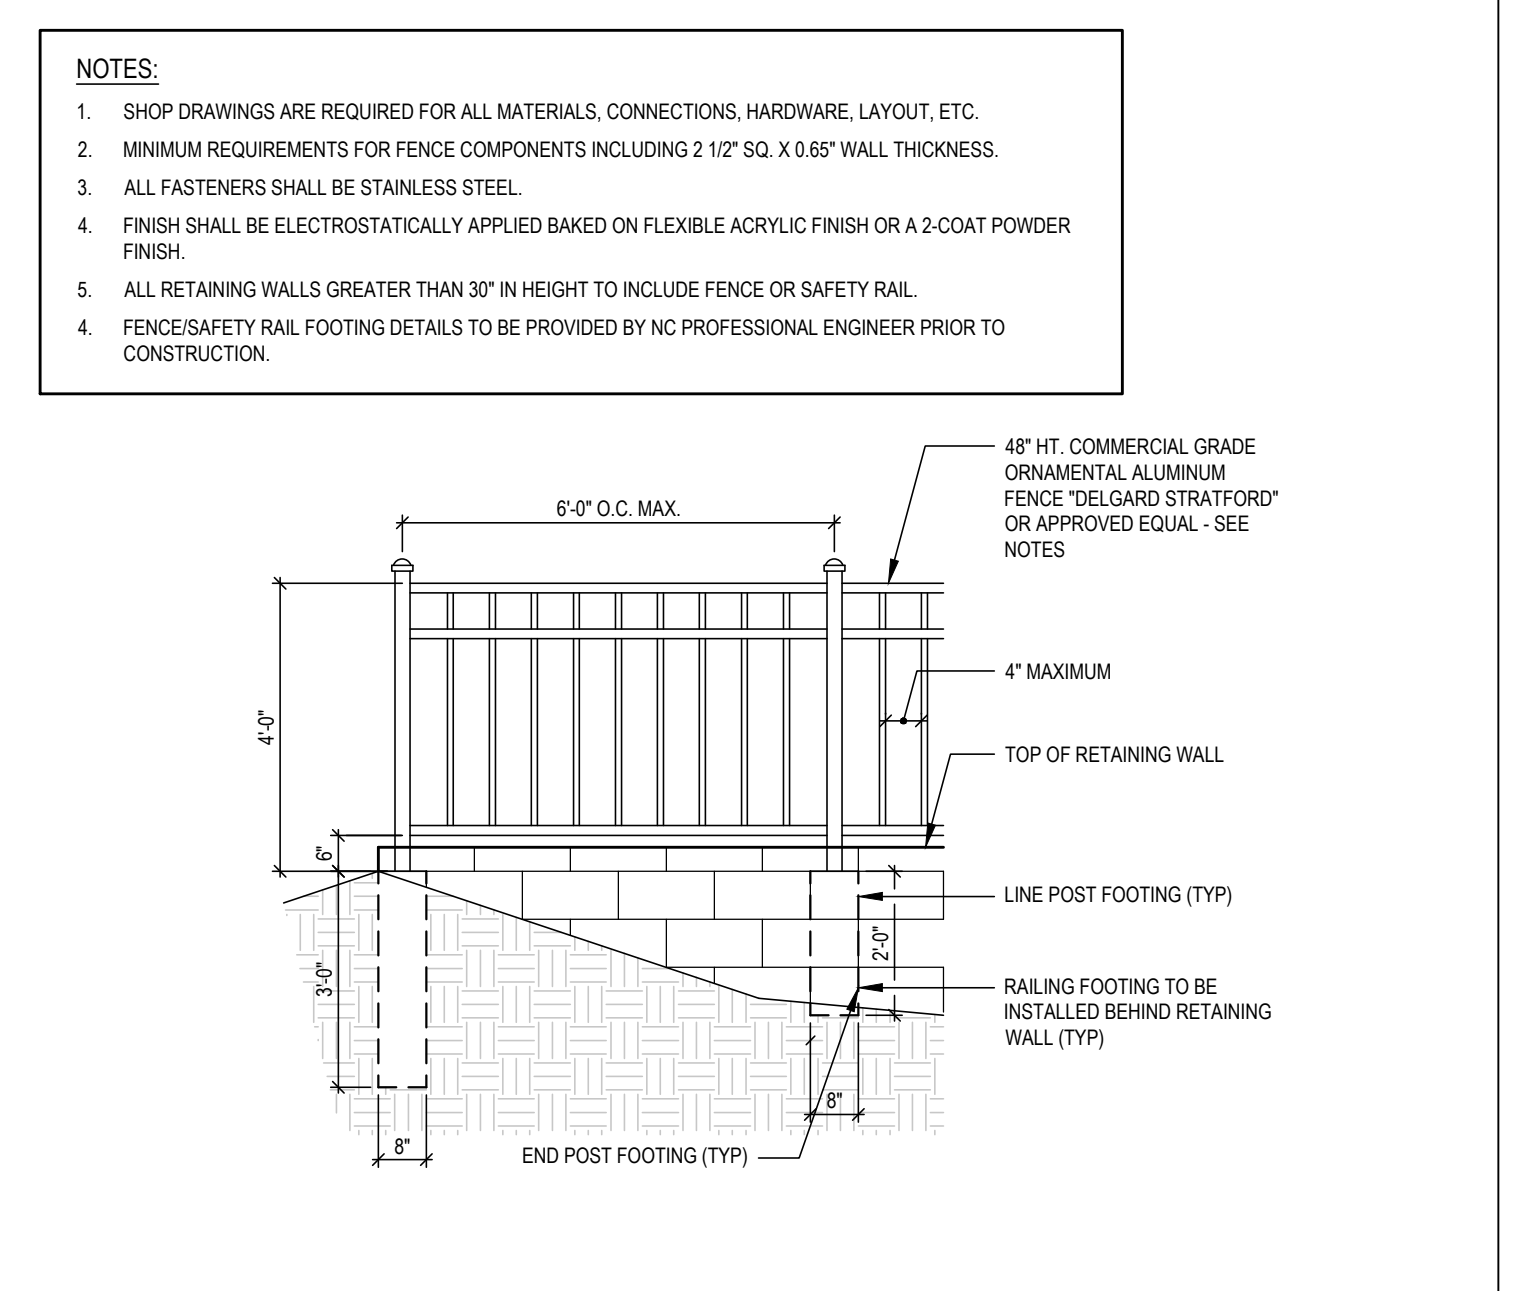 NOTES:
1. SHOP DRAWINGS ARE REQUIRED FOR ALL MATERIALS, CONNECTIONS, HARDWARE, LAYOUT, ETC.
2. MINIMUM REQUIREMENTS FOR FENCE COMPONENTS INCLUDING 2 1/2" SQ. X 0.65" WALL THICKNESS.
3. ALL FASTENERS SHALL BE STAINLESS STEEL.
4. FINISH SHALL BE ELECTROSTATICALLY APPLIED BAKED ON FLEXIBLE ACRYLIC FINISH OR A 2-COAT POWDER
FINISH.
5. ALL RETAINING WALLS GREATER THAN 30" IN HEIGHT TO INCLUDE FENCE OR SAFETY RAIL.
4. FENCE/SAFETY RAIL FOOTING DETAILS TO BE PROVIDED BY NC PROFESSIONAL ENGINEER PRIOR TO
CONSTRUCTION.
48" HT. COMMERCIAL GRADE
ORNAMENTAL ALUMINUM
FENCE "DELGARD STRATFORD"
OR APPROVED EQUAL - SEE
NOTES
6'-0" O.C. MAX.
4" MAXIMUM
4'-0"
TOP OF RETAINING WALL
6"
LINE POST FOOTING (TYP)
2'-0"
3'-0"
RAILING FOOTING TO BE
INSTALLED BEHIND RETAINING
WALL (TYP)
8"
8"
END POST FOOTING (TYP)